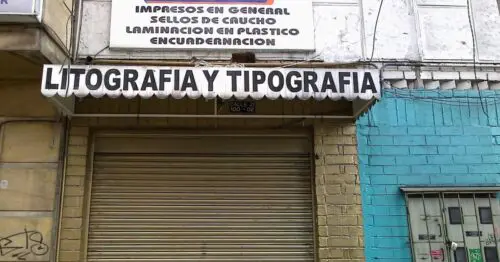 IMPRESOS EN GENERAL
SELLOS DE CAUCHO
LAMINACION EN PLASTICO
ENCUADERNACION
LITOGRAFIA Y TIPOGRAFIA